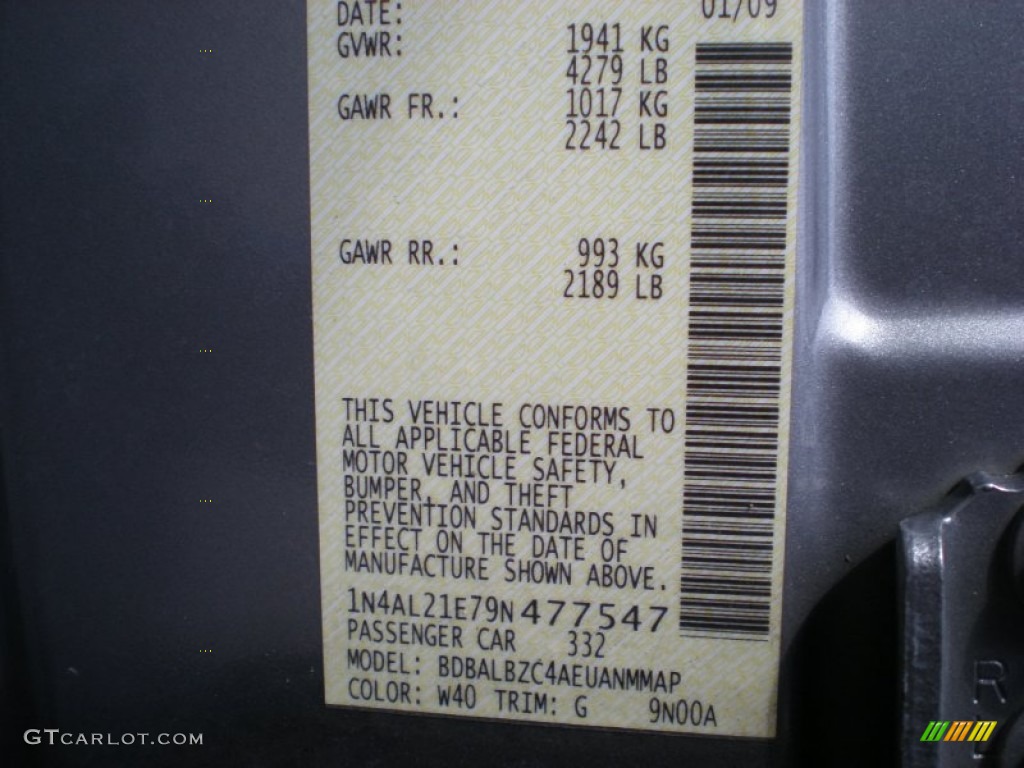 DATE: 01/09
GVWR: 1941 KG
4279 LB
GAWR FR.: 1017 KG
2242 LB
GAWR RR.: 993 KG
2189 LB
THIS VEHICLE CONFORMS TO
ALL APPLICABLE FEDERAL
MOTOR VEHICLE SAFETY,
BUMPER, AND THEFT
PREVENTION STANDARDS IN
EFFECT ON THE DATE OF
MANUFACTURE SHOWN ABOVE.
1N4AL21E79N477547
PASSENGER CAR 332
MODEL: BDBALBZC4AEUANMMAP
COLOR: W40 TRIM: G 9N00A
R
GTCARLOT.COM